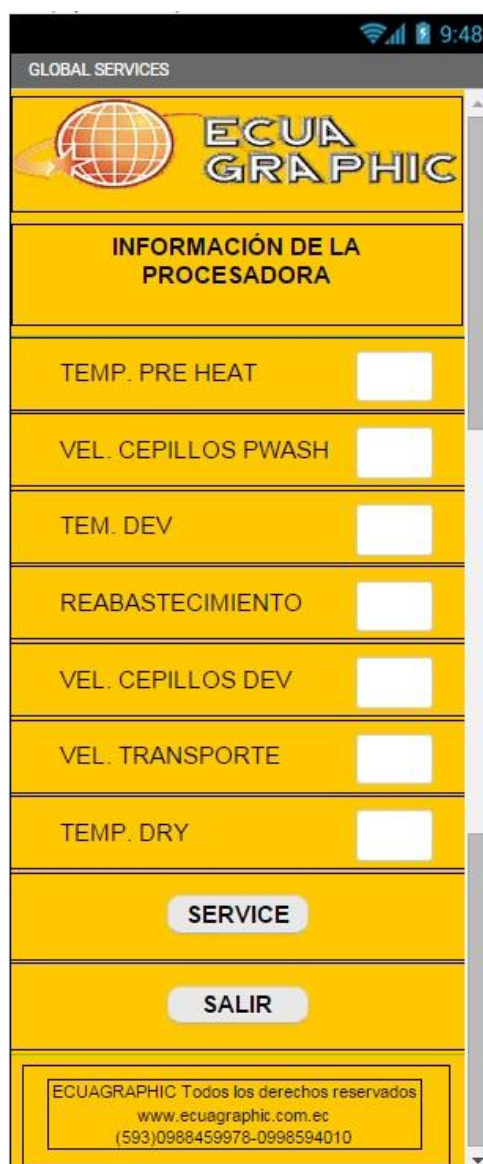 9:48
GLOBAL SERVICES
ECUA
GRAPHIC
INFORMACIÓN DE LA
PROCESADORA
TEMP. PRE HEAT
VEL. CEPILLOS PWASH
TEM. DEV
REABASTECIMIENTO
VEL. CEPILLOS DEV
VEL. TRANSPORTE
TEMP. DRY
SERVICE
SALIR
ECUAGRAPHIC Todos los derechos reservados
www.ecuagraphic.com.ec
(593)0988459978-0998594010